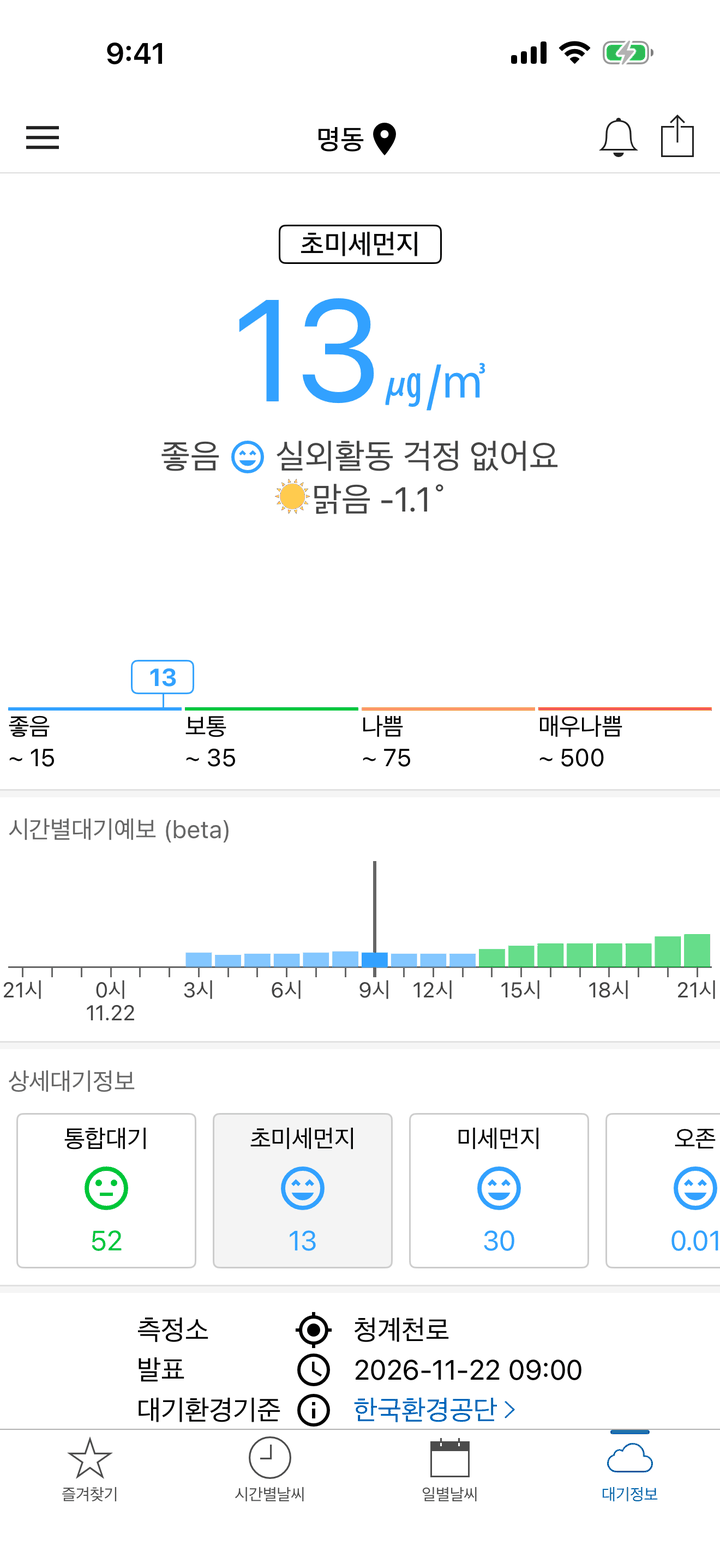 9:41
명동
초미세먼지
13 µg/m³
좋음 실외활동 걱정 없어요
맑음 -1.1˚
13
좋음 보통 나쁨 매우나쁨
~ 15 ~ 35 ~ 75 ~ 500
시간별대기예보 (beta)
21시 0시 3시 6시 9시 12시 15시 18시 21시
11.22
상세대기정보
통합대기 초미세먼지 미세먼지 오존
52 13 30 0.01
측정소 청계천로
발표 2026-11-22 09:00
대기환경기준 한국환경공단 >
즐겨찾기 시간별날씨 일별날씨 대기정보